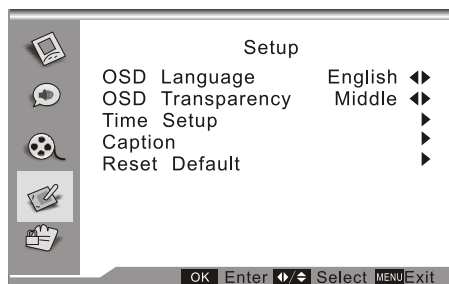 Setup
OSD Language English
OSD Transparency Middle
Time Setup
Caption
Reset Default
OK Enter / Select MENU Exit